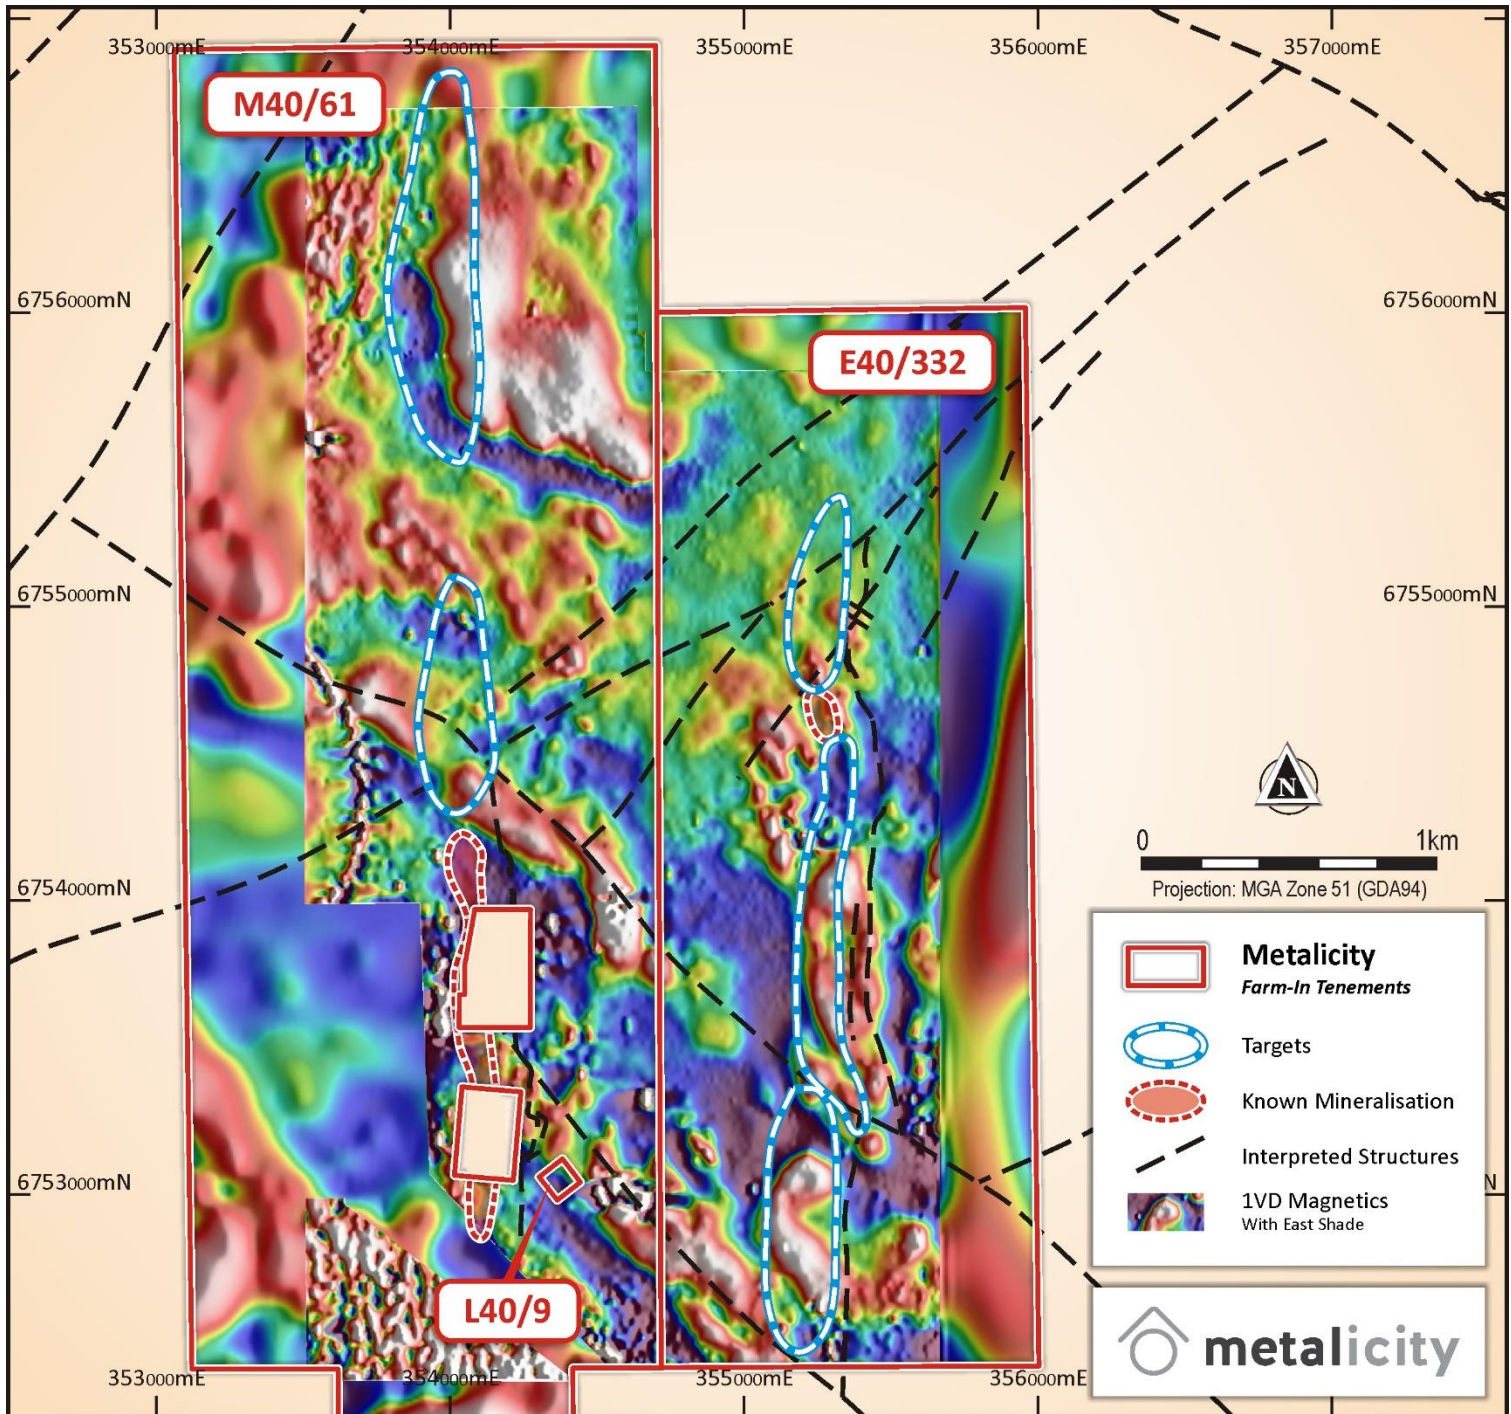 353000mE
354000mE
355000mE
356000mE
357000mE
M40/61
6756000mN
6756000mN
E40/332
6755000mN
6755000mN
N
0
1km
6754000mN
Projection: MGA Zone 51 (GDA94)
Metalicity
Farm-In Tenements
Targets
Known Mineralisation
Interpreted Structures
6753000mN
N
1VD Magnetics
With East Shade
L40/9
metalicity
353000mE
354000mE
355000mE
356000mE